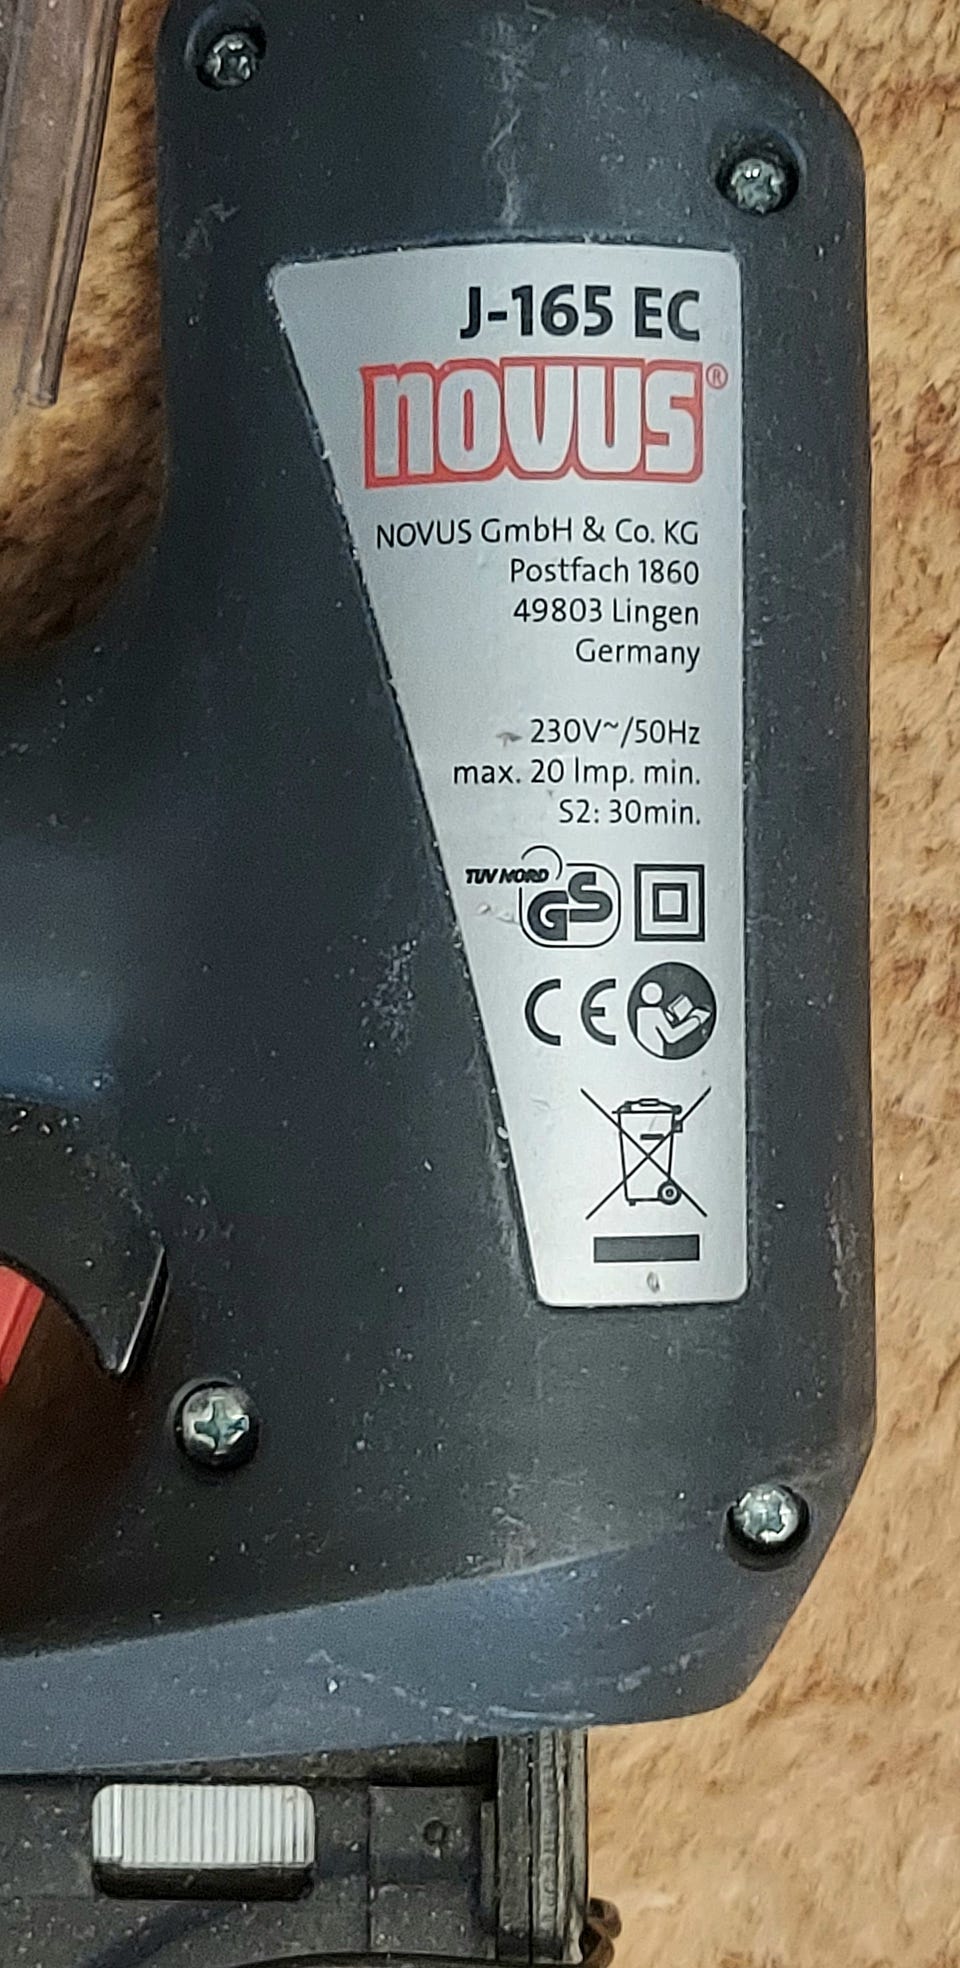 J-165 EC
novus®
NOVUS GmbH & Co. KG
Postfach 1860
49803 Lingen
Germany
230V~/50Hz
max. 20 Imp. min.
S2: 30min.
TÜV NORD
GS
CE